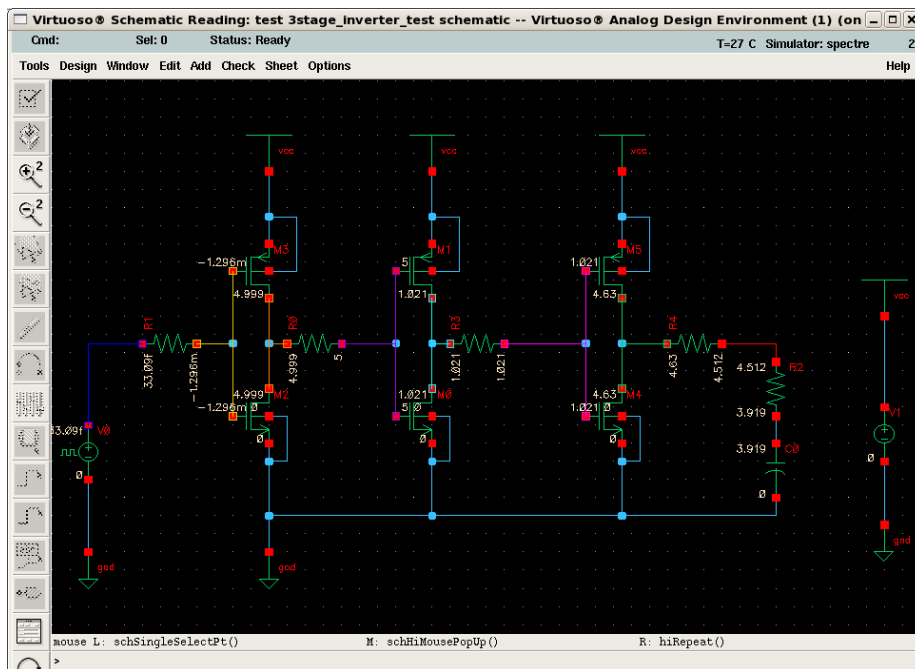 Virtuoso® Schematic Reading: test 3stage_inverter_test schematic -- Virtuoso® Analog Design Environment (1) (on
Cmd: Sel: 0 Status: Ready T=27 C Simulator: spectre 2
Tools Design Window Edit Add Check Sheet Options Help
2
2
vcc vcc vcc
M3 M1 M5
-1.296m 5 1.021
4.999 1.021 4.63
vcc
R1 R0 R3 R4
33.09f -1.296m 4.999 5 1.021 1.021 4.63 4.512
4.512 R2
4.999 1.021 4.63
M2 M0 M4
-1.296m 0 5 0 1.021 0
3.919
V1
33.09f V0
0 0 0
3.919 C0
0
0
0
gnd gnd gnd
mouse L: schSingleSelectPt() M: schHiMousePopUp() R: hiRepeat()
>